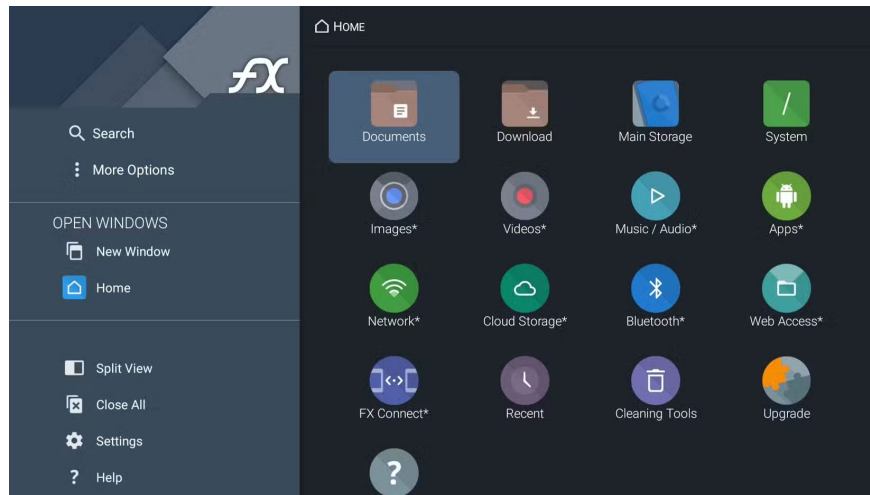 FX
HOME
Search
More Options
OPEN WINDOWS
New Window
Home
Split View
Close All
Settings
? Help
Documents
Download
Main Storage
/
System
Images*
Videos*
Music / Audio*
Apps*
Network*
Cloud Storage*
Bluetooth*
Web Access*
FX Connect*
Recent
Cleaning Tools
Upgrade
?